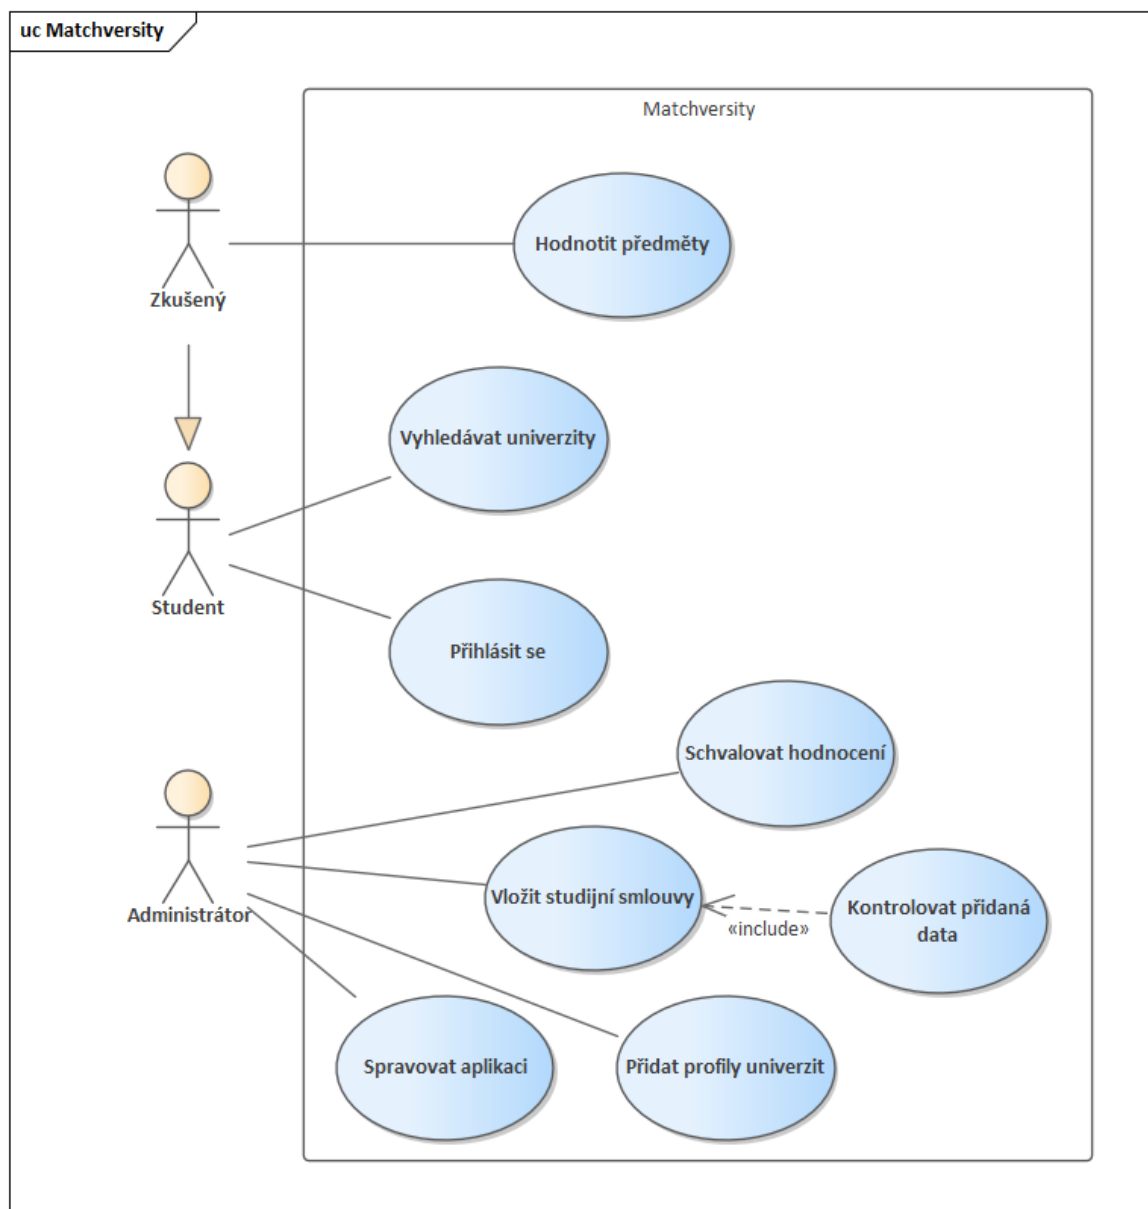 uc Matchversity
Matchversity
Hodnotit předměty
Zkušený
Vyhledávat univerzity
Student
Přihlásit se
Schvalovat hodnocení
Administrátor
Vložit studijní smlouvy
«include»
Kontrolovat přidaná
data
Spravovat aplikaci
Přidat profily univerzit